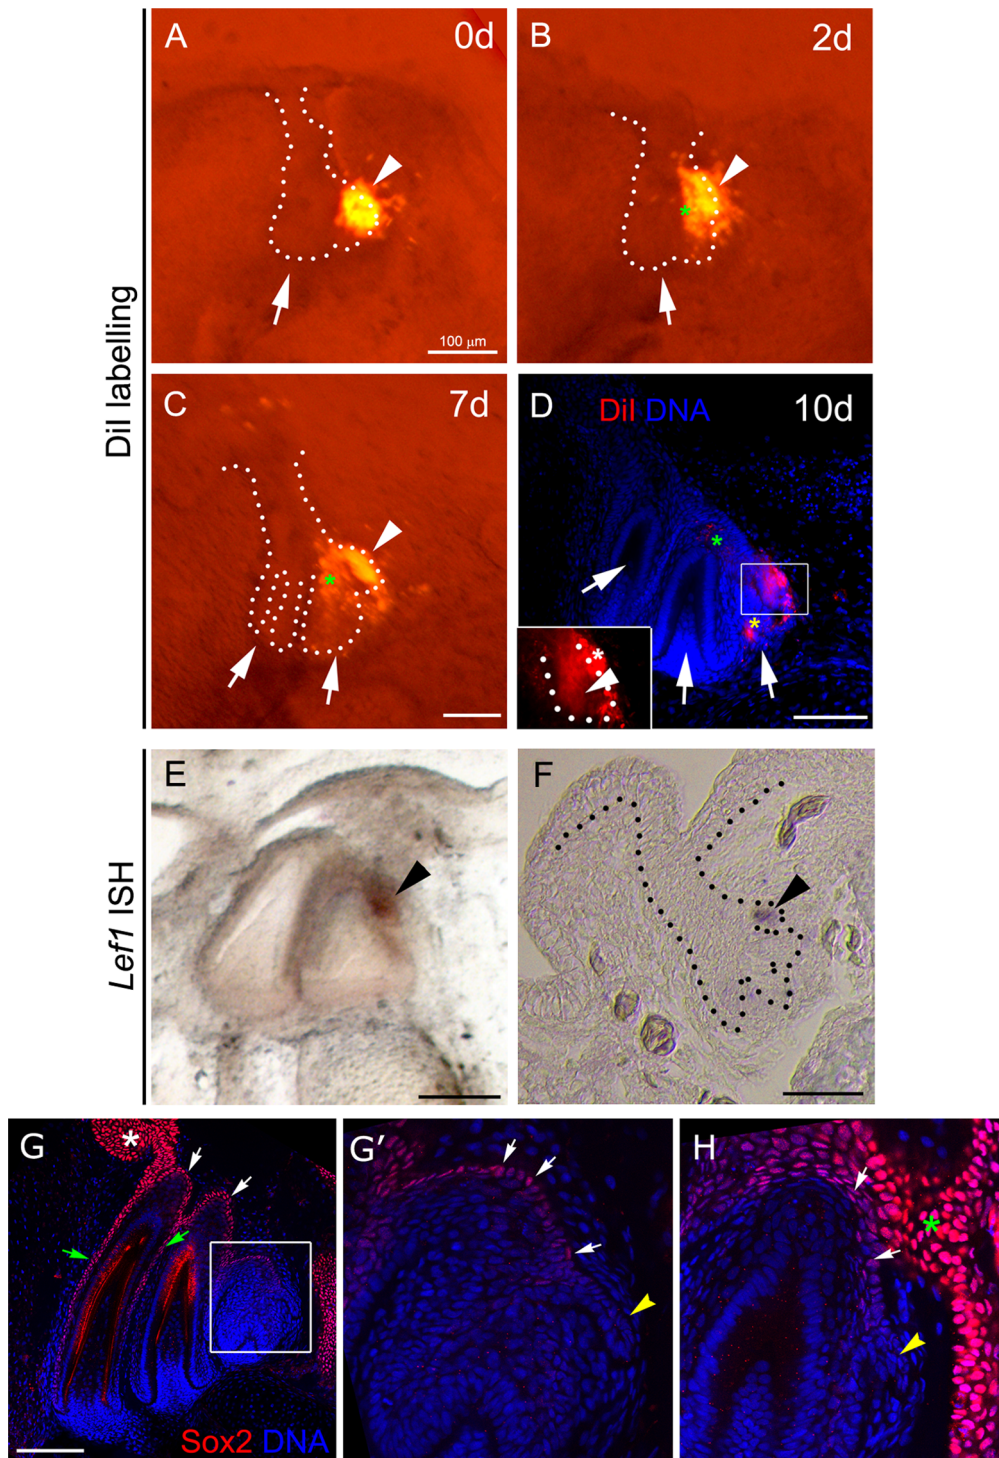 A
0d
B
2d
100 µm
DiI labelling
C
7d
D
DiI DNA
10d
*
*
*
*
*
E
F
Lef1 ISH
G
*
G′
H
*
Sox2 DNA